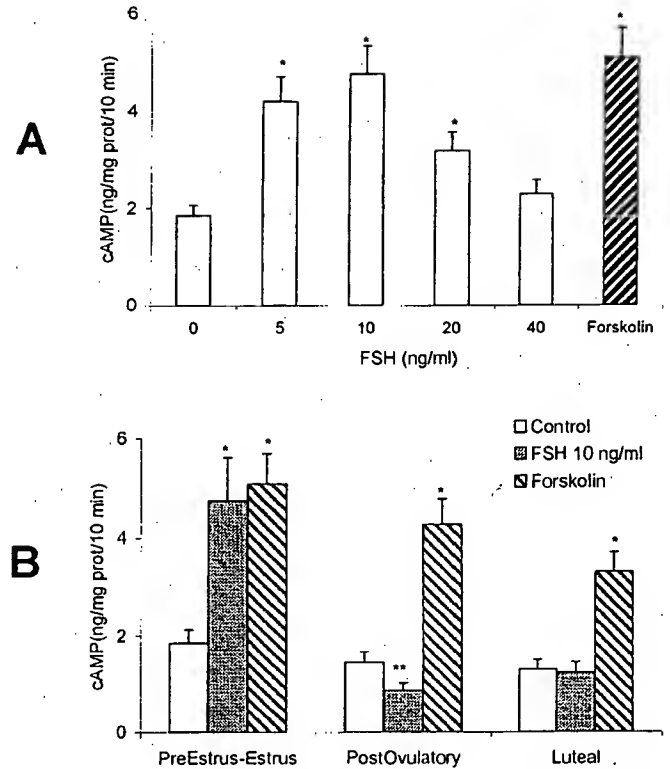 A
cAMP(ng/mg prot/10 min)
6
4
2
0
*
*
*
*
0 5 10 20 40 Forskolin
FSH (ng/ml)
B
cAMP(ng/mg prot/10 min)
6
4
2
0
Control
FSH 10 ng/ml
Forskolin
* *
** *
*
PreEstrus-Estrus PostOvulatory Luteal